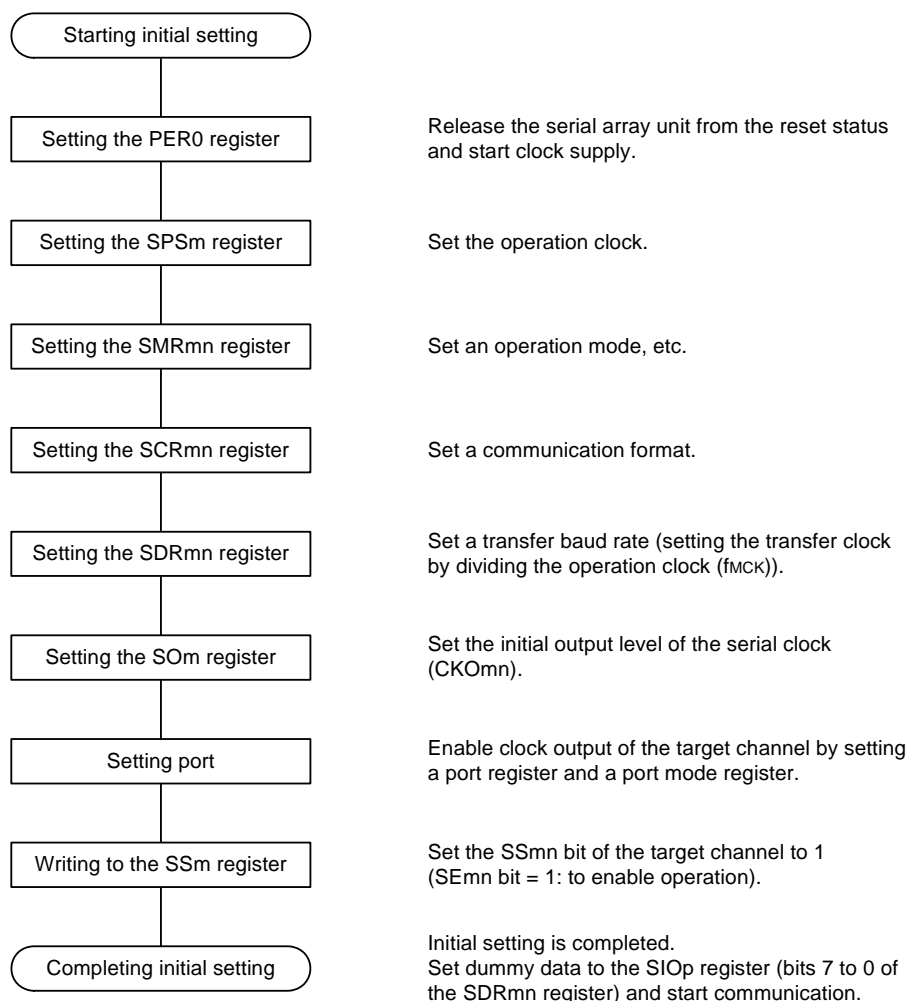 Starting initial setting
Setting the PER0 register
Release the serial array unit from the reset status
and start clock supply.
Setting the SPSm register
Set the operation clock.
Setting the SMRmn register
Set an operation mode, etc.
Setting the SCRmn register
Set a communication format.
Setting the SDRmn register
Set a transfer baud rate (setting the transfer clock
by dividing the operation clock (fMCK)).
Setting the SOm register
Set the initial output level of the serial clock
(CKOmn).
Setting port
Enable clock output of the target channel by setting
a port register and a port mode register.
Writing to the SSm register
Set the SSmn bit of the target channel to 1
(SEmn bit = 1: to enable operation).
Completing initial setting
Initial setting is completed.
Set dummy data to the SIOp register (bits 7 to 0 of
the SDRmn register) and start communication.